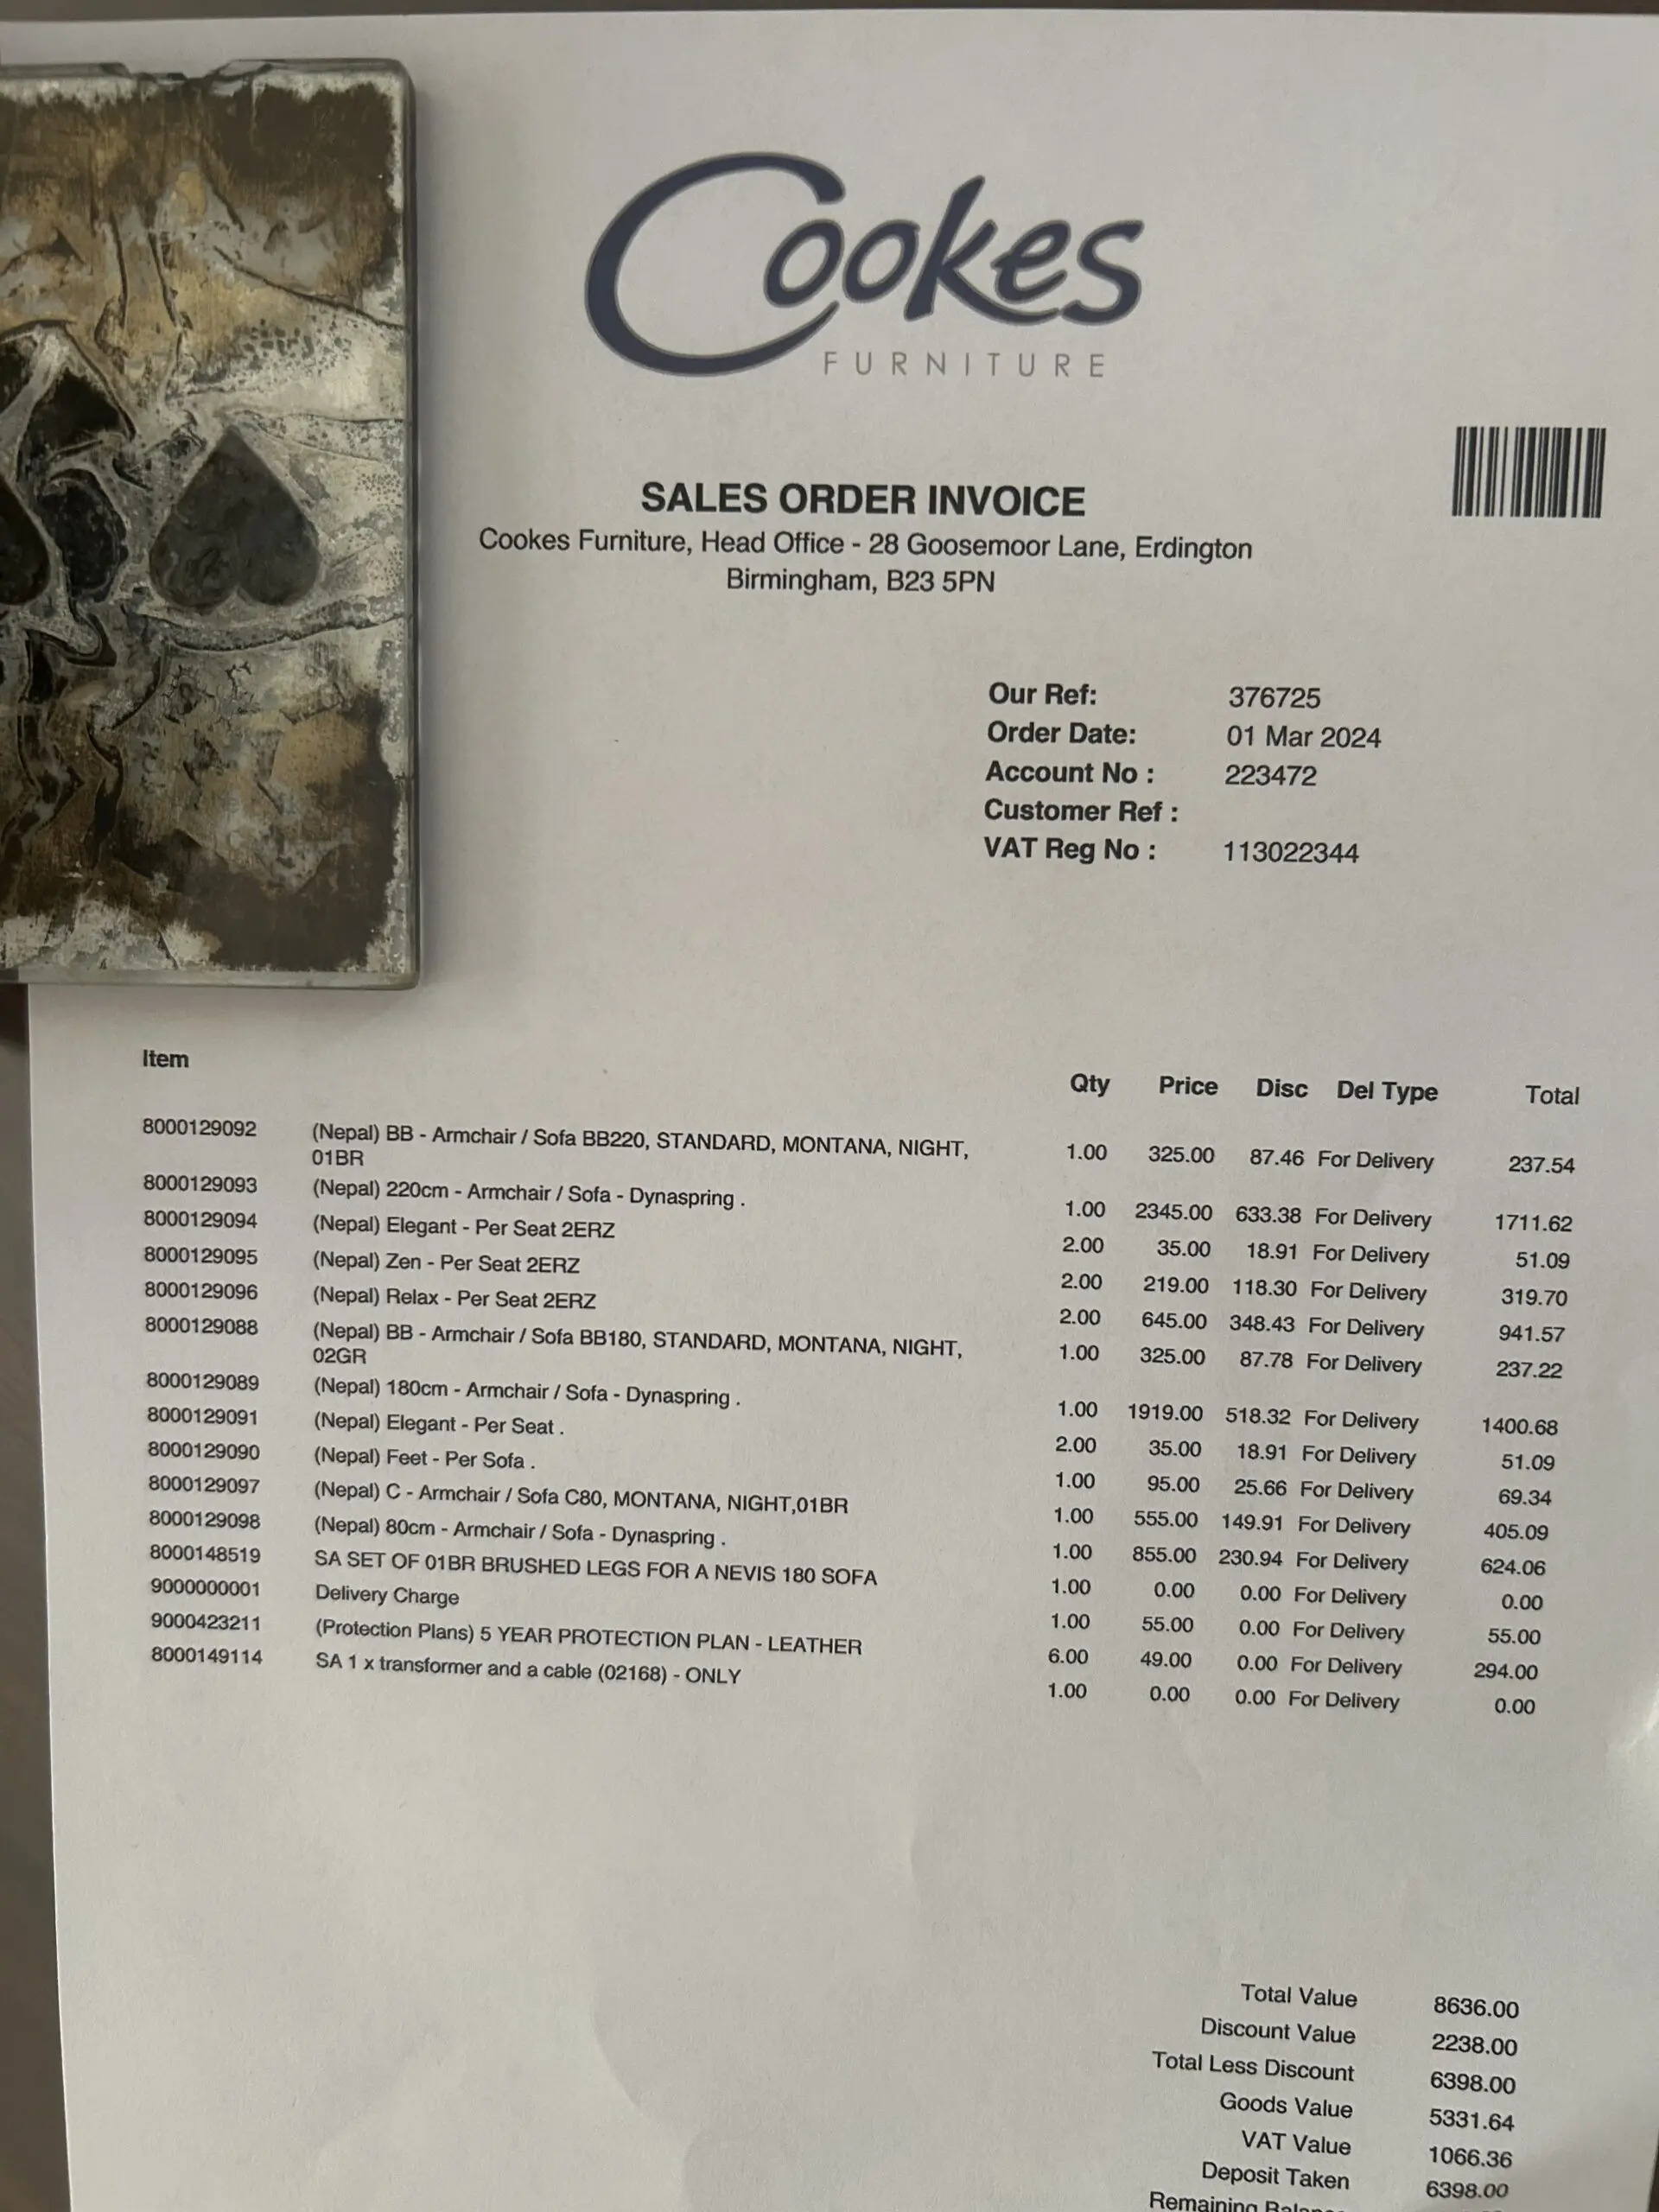 Cookes
FURNITURE
SALES ORDER INVOICE
Cookes Furniture, Head Office - 28 Goosemoor Lane, Erdington
Birmingham, B23 5PN
Our Ref: 376725
Order Date: 01 Mar 2024
Account No : 223472
Customer Ref :
VAT Reg No : 113022344
Item Qty Price Disc Del Type Total
8000129092 (Nepal) BB - Armchair / Sofa BB220, STANDARD, MONTANA, NIGHT, 1.00 325.00 87.46 For Delivery 237.54
01BR
8000129093 (Nepal) 220cm - Armchair / Sofa - Dynaspring . 1.00 2345.00 633.38 For Delivery 1711.62
8000129094 (Nepal) Elegant - Per Seat 2ERZ 2.00 35.00 18.91 For Delivery 51.09
8000129095 (Nepal) Zen - Per Seat 2ERZ 2.00 219.00 118.30 For Delivery 319.70
8000129096 (Nepal) Relax - Per Seat 2ERZ 2.00 645.00 348.43 For Delivery 941.57
8000129088 (Nepal) BB - Armchair / Sofa BB180, STANDARD, MONTANA, NIGHT, 1.00 325.00 87.78 For Delivery 237.22
02GR
8000129089 (Nepal) 180cm - Armchair / Sofa - Dynaspring . 1.00 1919.00 518.32 For Delivery 1400.68
8000129091 (Nepal) Elegant - Per Seat . 2.00 35.00 18.91 For Delivery 51.09
8000129090 (Nepal) Feet - Per Sofa . 1.00 95.00 25.66 For Delivery 69.34
8000129097 (Nepal) C - Armchair / Sofa C80, MONTANA, NIGHT,01BR 1.00 555.00 149.91 For Delivery 405.09
8000129098 (Nepal) 80cm - Armchair / Sofa - Dynaspring . 1.00 855.00 230.94 For Delivery 624.06
8000148519 SA SET OF 01BR BRUSHED LEGS FOR A NEVIS 180 SOFA 1.00 0.00 0.00 For Delivery 0.00
9000000001 Delivery Charge 1.00 55.00 0.00 For Delivery 55.00
9000423211 (Protection Plans) 5 YEAR PROTECTION PLAN - LEATHER 6.00 49.00 0.00 For Delivery 294.00
8000149114 SA 1 x transformer and a cable (02168) - ONLY 1.00 0.00 0.00 For Delivery 0.00
Total Value 8636.00
Discount Value 2238.00
Total Less Discount 6398.00
Goods Value 5331.64
VAT Value 1066.36
Deposit Taken 6398.00
Remaining